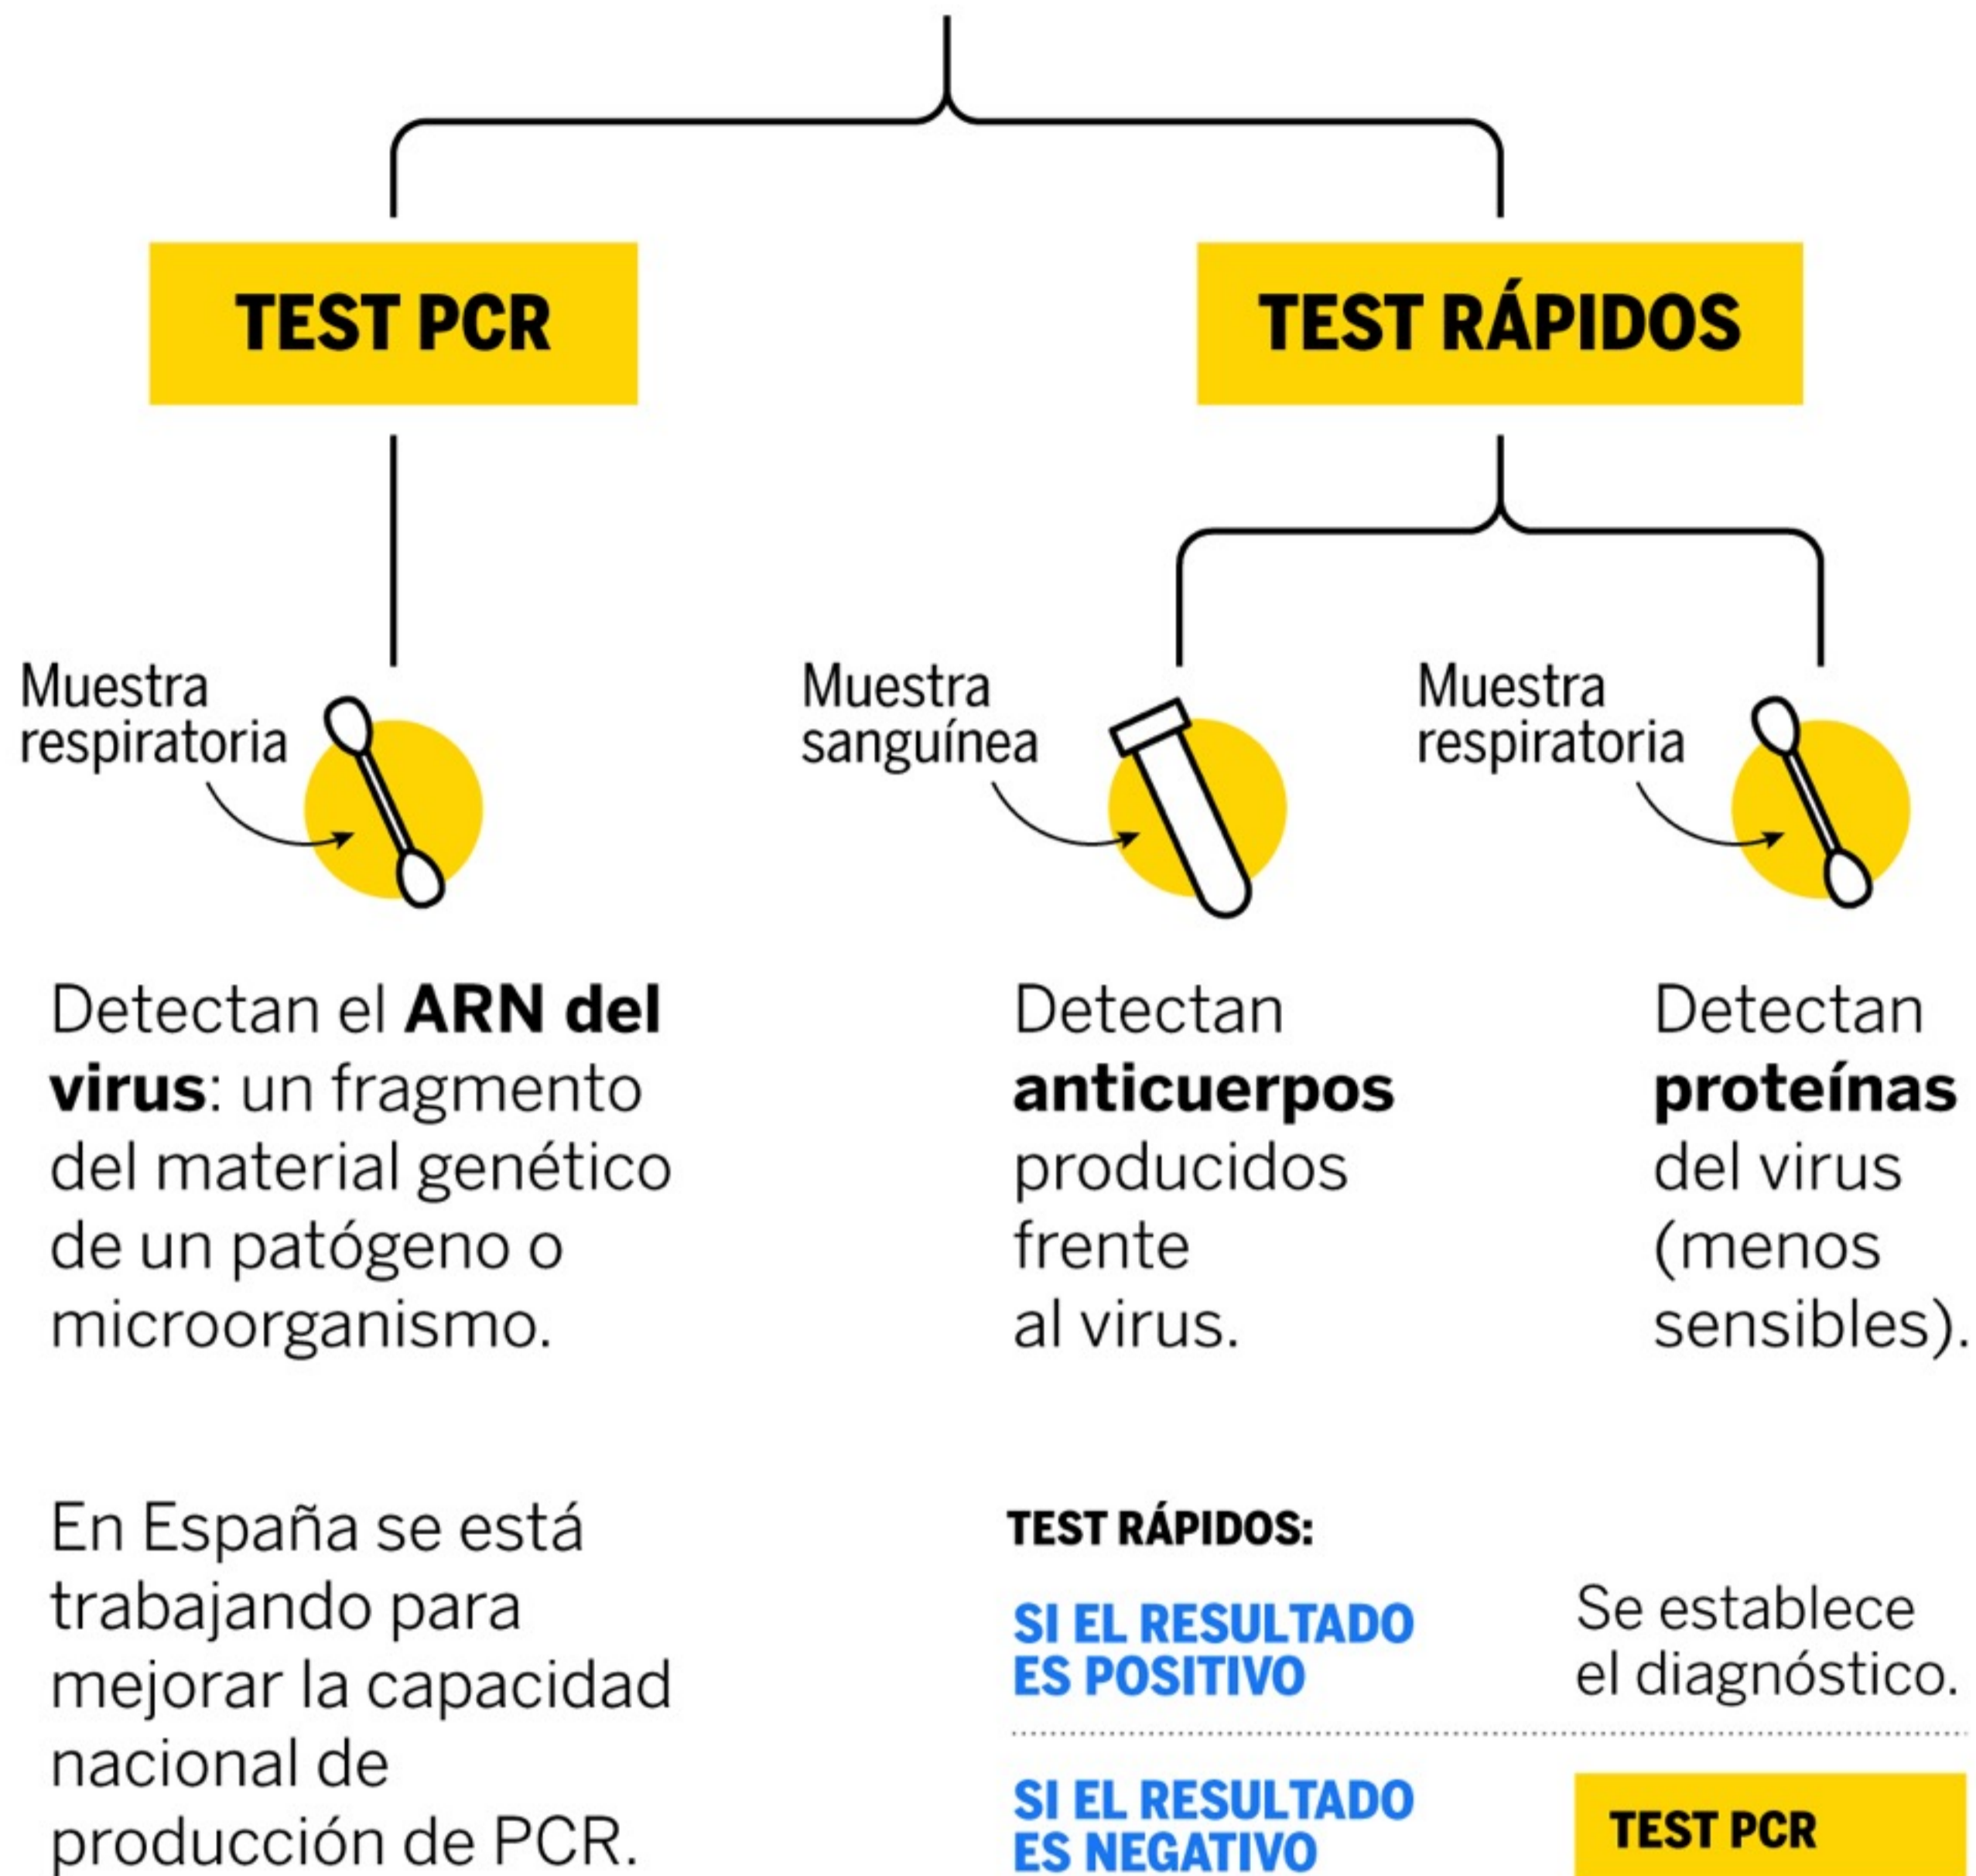 TEST PCR
TEST RÁPIDOS
Muestra
respiratoria
Muestra
sanguínea
Muestra
respiratoria
Detectan el ARN del
virus: un fragmento
del material genético
de un patógeno o
microorganismo.
Detectan
anticuerpos
producidos
frente
al virus.
Detectan
proteínas
del virus
(menos
sensibles).
En España se está
trabajando para
mejorar la capacidad
nacional de
producción de PCR.
TEST RÁPIDOS:
SI EL RESULTADO
ES POSITIVO
Se establece
el diagnóstico.
SI EL RESULTADO
ES NEGATIVO
TEST PCR